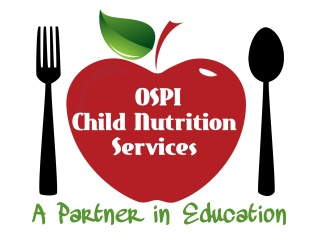 OSPI
Child Nutrition
Services
A Partner in Education